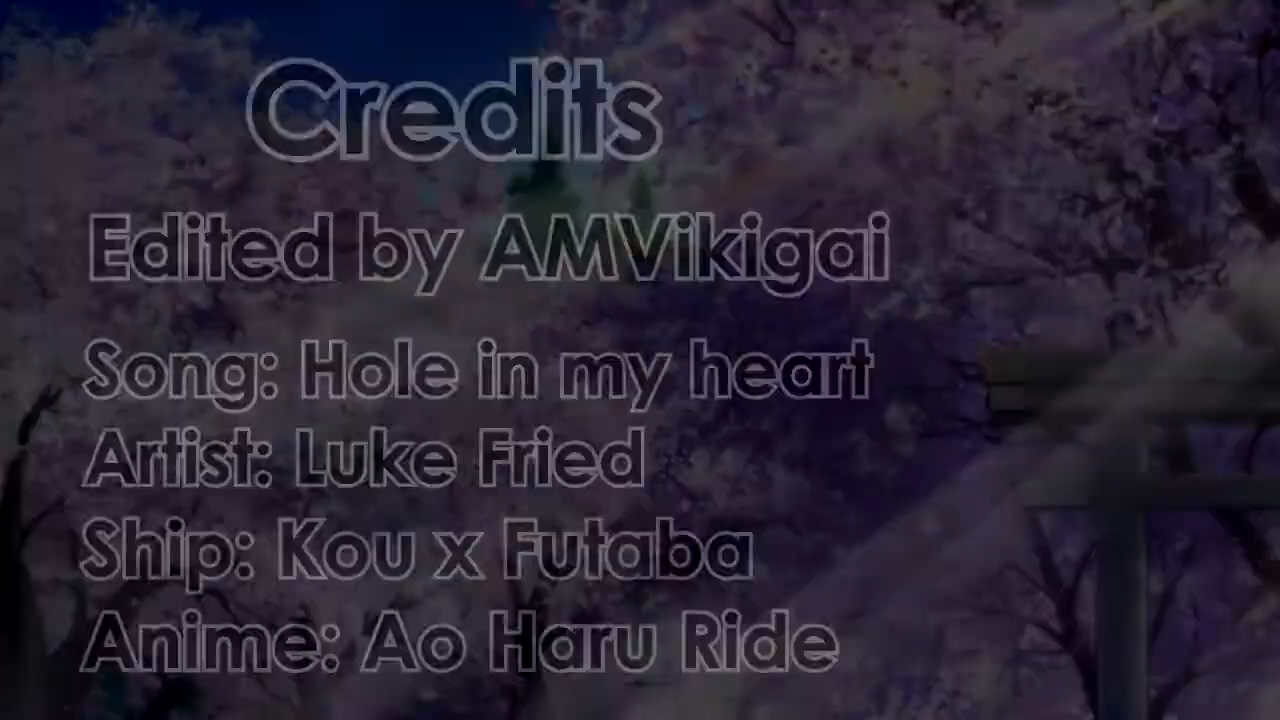 Credits
Edited by AMVikigai
Song: Hole in my heart
Artist: Luke Fried
Ship: Kou x Futaba
Anime: Ao Haru Ride